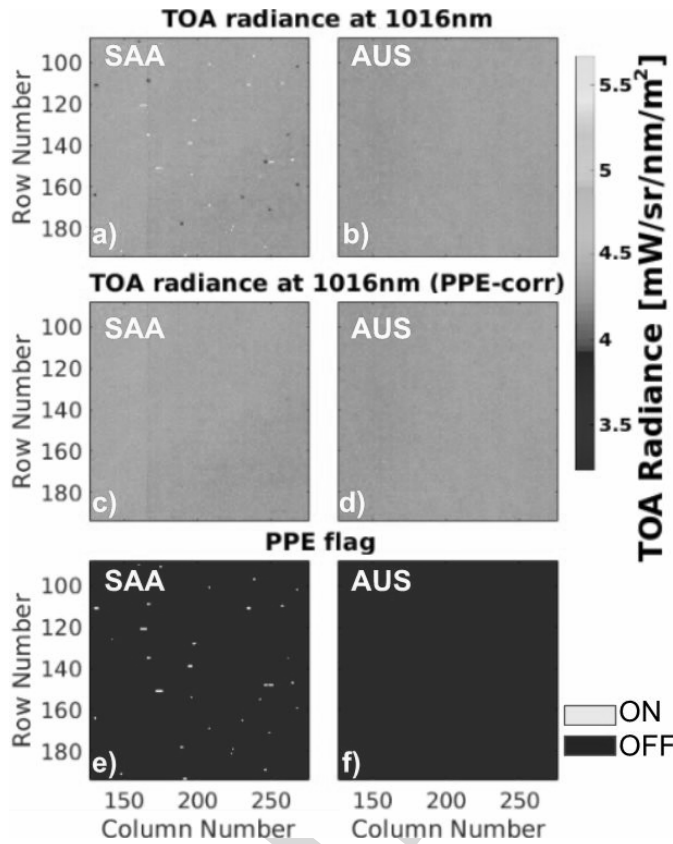 TOA radiance at 1016nm
SAA
AUS
Row Number
100
120
140
160
180
a)
b)
TOA radiance at 1016nm (PPE-corr)
SAA
AUS
Row Number
100
120
140
160
180
c)
d)
PPE flag
SAA
AUS
Row Number
100
120
140
160
180
e)
f)
150 200 250
150 200 250
Column Number
Column Number
5.5
5
4.5
4
3.5
TOA Radiance [mW/sr/nm/m²]
ON
OFF